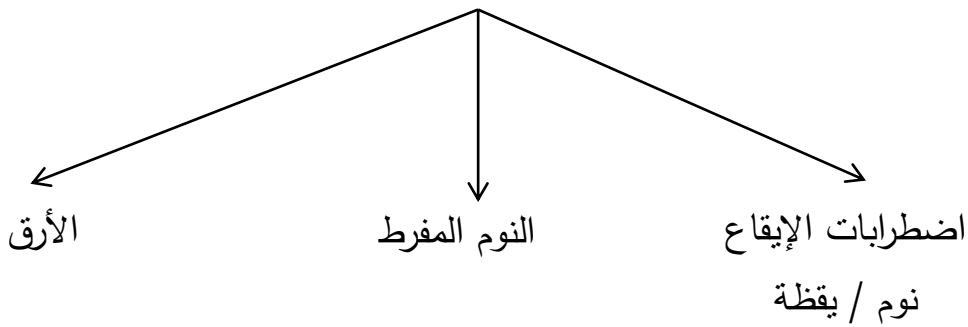 اضطرابات الإيقاع
نوم / يقظة
النوم المفرط
الأرق